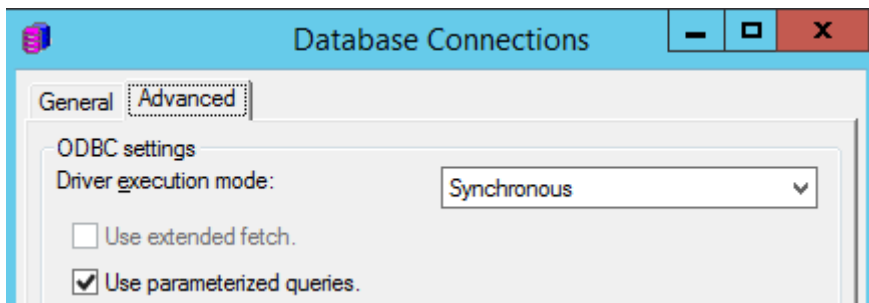 Database Connections
General Advanced
ODBC settings
Driver execution mode: Synchronous
Use extended fetch.
Use parameterized queries.